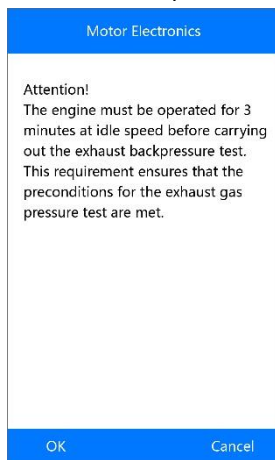 Motor Electronics
Attention!
The engine must be operated for 3
minutes at idle speed before carrying
out the exhaust backpressure test.
This requirement ensures that the
preconditions for the exhaust gas
pressure test are met.
OK Cancel